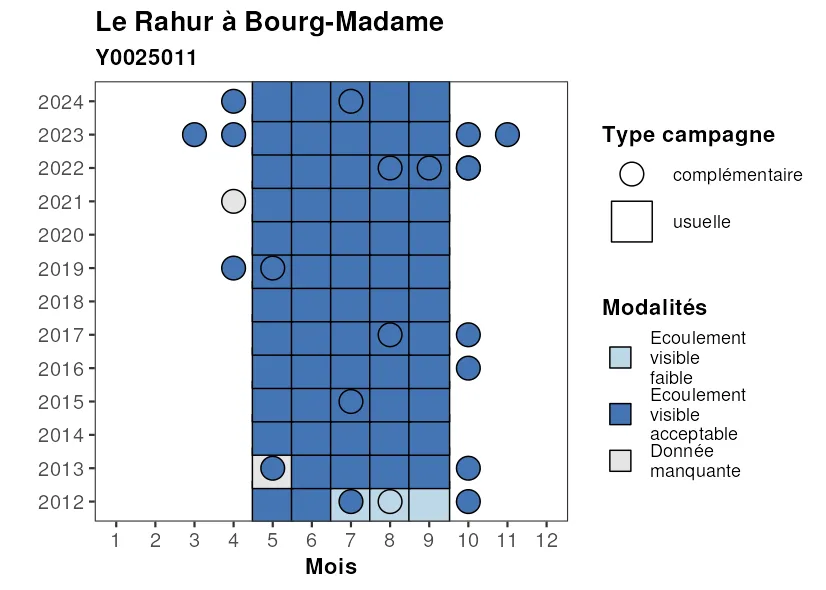 Le Rahur à Bourg-Madame
Y0025011
2024
2023
2022
2021
2020
2019
2018
2017
2016
2015
2014
2013
2012
1 2 3 4 5 6 7 8 9 10 11 12
Mois
Type campagne
complémentaire
usuelle
Modalités
Ecoulement
visible
faible
Ecoulement
visible
acceptable
Donnée
manquante